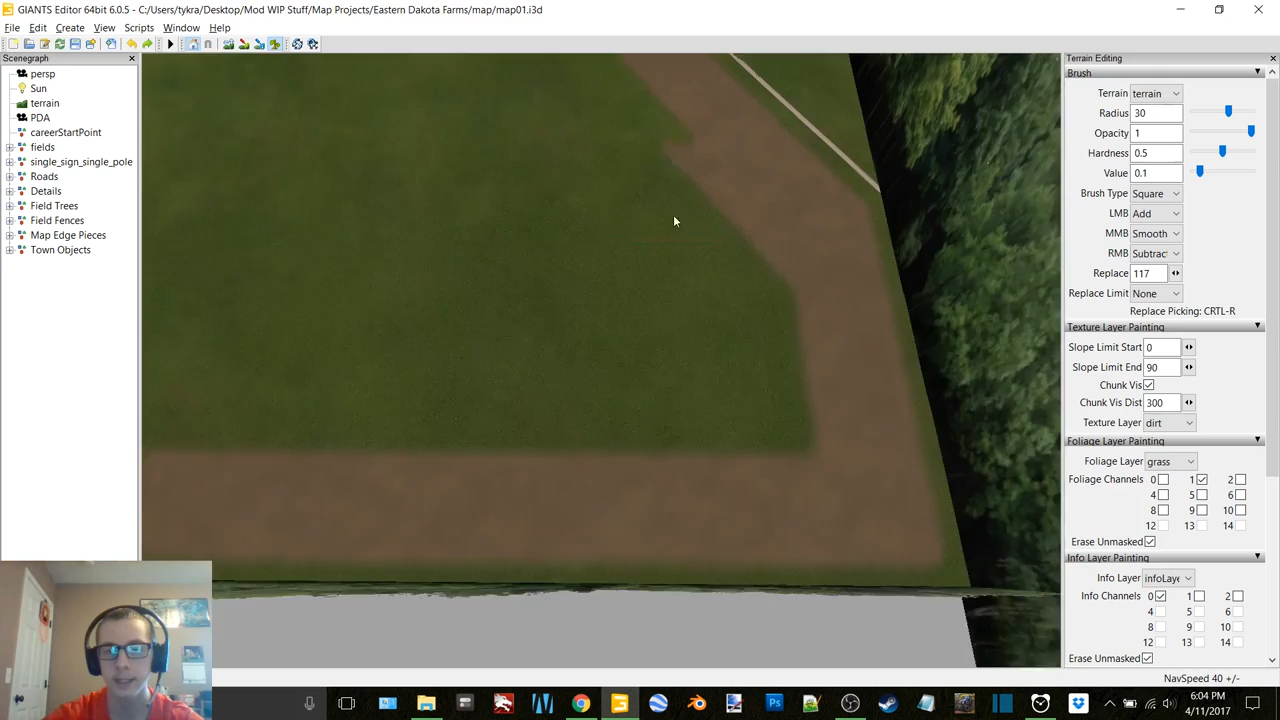 GIANTS Editor 64bit 6.0.5 - C:/Users/tykra/Desktop/Mod WIP Stuff/Map Projects/Eastern Dakota Farms/map/map01.i3d
File Edit Create View Scripts Window Help
Scenegraph
persp
Sun
terrain
PDA
careerStartPoint
fields
single_sign_single_pole
Roads
Details
Field Trees
Field Fences
Map Edge Pieces
Town Objects
Terrain Editing
Brush
Terrain terrain
Radius 30
Opacity 1
Hardness 0.5
Value 0.1
Brush Type Square
LMB Add
MMB Smooth
RMB Subtrac
Replace 117
Replace Limit None
Replace Picking: CRTL-R
Texture Layer Painting
Slope Limit Start 0
Slope Limit End 90
Chunk Vis
Chunk Vis Dist 300
Texture Layer dirt
Foliage Layer Painting
Foliage Layer grass
Foliage Channels 0 1 2
4 5 6
8 9 10
12 13 14
Erase Unmasked
Info Layer Painting
Info Layer infoLaye
Info Channels 0 1 2
4 5 6
8 9 10
12 13 14
Erase Unmasked
NavSpeed 40 +/-
Ps
6:04 PM
4/11/2017